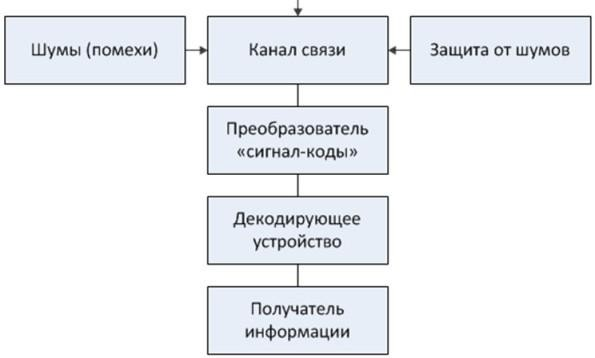 Шумы (помехи)
Канал связи
Защита от шумов
Преобразователь
«сигнал-коды»
Декодирующее
устройство
Получатель
информации